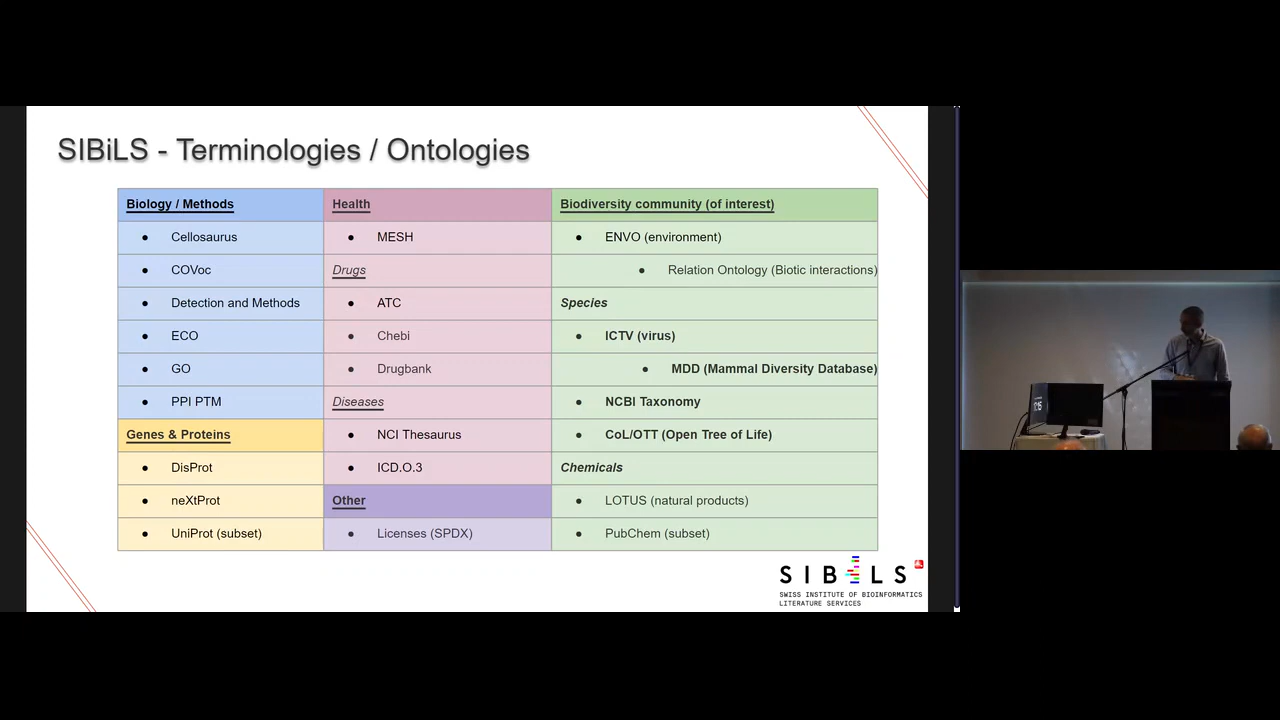 SIBiLS - Terminologies / Ontologies
Biology / Methods
Health
Biodiversity community (of interest)
● Cellosaurus
● MESH
● ENVO (environment)
● COVoc
Drugs
● Relation Ontology (Biotic interactions)
● Detection and Methods
● ATC
Species
● ECO
● Chebi
● ICTV (virus)
● GO
● Drugbank
● MDD (Mammal Diversity Database)
● PPI PTM
Diseases
● NCBI Taxonomy
Genes & Proteins
● NCI Thesaurus
● CoL/OTT (Open Tree of Life)
● DisProt
● ICD.O.3
Chemicals
● neXtProt
Other
● LOTUS (natural products)
● UniProt (subset)
● Licenses (SPDX)
● PubChem (subset)
SIBiLS
SWISS INSTITUTE OF BIOINFORMATICS
LITERATURE SERVICES